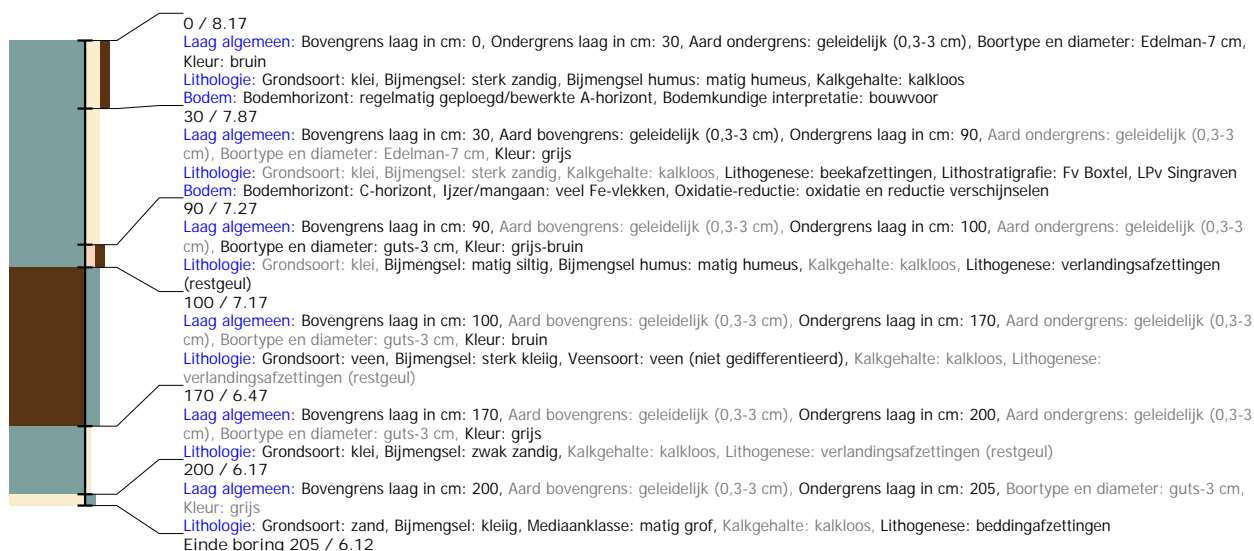 0 / 8.17
Laag algemeen: Bovengrens laag in cm: 0, Ondergrens laag in cm: 30, Aard ondergrens: geleidelijk (0,3-3 cm), Boortype en diameter: Edelman-7 cm,
Kleur: bruin
Lithologie: Grondsoort: klei, Bijmengsel: sterk zandig, Bijmengsel humus: matig humeus, Kalkgehalte: kalkloos
Bodem: Bodemhorizont: regelmatig geploegd/bewerkte A-horizont, Bodemkundige interpretatie: bouwvoor
30 / 7.87
Laag algemeen: Bovengrens laag in cm: 30, Aard bovengrens: geleidelijk (0,3-3 cm), Ondergrens laag in cm: 90, Aard ondergrens: geleidelijk (0,3-3
cm), Boortype en diameter: Edelman-7 cm, Kleur: grijs
Lithologie: Grondsoort: klei, Bijmengsel: sterk zandig, Kalkgehalte: kalkloos, Lithogenese: beekafzettingen, Lithostratigrafie: Fv Boxtel, LPv Singraven
Bodem: Bodemhorizont: C-horizont, Ijzer/mangaan: veel Fe-vlekken, Oxidatie-reductie: oxidatie en reductie verschijnselen
90 / 7.27
Laag algemeen: Bovengrens laag in cm: 90, Aard bovengrens: geleidelijk (0,3-3 cm), Ondergrens laag in cm: 100, Aard ondergrens: geleidelijk (0,3-3
cm), Boortype en diameter: guts-3 cm, Kleur: grijs-bruin
Lithologie: Grondsoort: klei, Bijmengsel: matig siltig, Bijmengsel humus: matig humeus, Kalkgehalte: kalkloos, Lithogenese: verlandingsafzettingen
(restgeul)
100 / 7.17
Laag algemeen: Bovengrens laag in cm: 100, Aard bovengrens: geleidelijk (0,3-3 cm), Ondergrens laag in cm: 170, Aard ondergrens: geleidelijk (0,3-3
cm), Boortype en diameter: guts-3 cm, Kleur: bruin
Lithologie: Grondsoort: veen, Bijmengsel: sterk kleiig, Veensoort: veen (niet gedifferentieerd), Kalkgehalte: kalkloos, Lithogenese:
verlandingsafzettingen (restgeul)
170 / 6.47
Laag algemeen: Bovengrens laag in cm: 170, Aard bovengrens: geleidelijk (0,3-3 cm), Ondergrens laag in cm: 200, Aard ondergrens: geleidelijk (0,3-3
cm), Boortype en diameter: guts-3 cm, Kleur: grijs
Lithologie: Grondsoort: klei, Bijmengsel: zwak zandig, Kalkgehalte: kalkloos, Lithogenese: verlandingsafzettingen (restgeul)
200 / 6.17
Laag algemeen: Bovengrens laag in cm: 200, Aard bovengrens: geleidelijk (0,3-3 cm), Ondergrens laag in cm: 205, Boortype en diameter: guts-3 cm,
Kleur: grijs
Lithologie: Grondsoort: zand, Bijmengsel: kleiig, Mediaanklasse: matig grof, Kalkgehalte: kalkloos, Lithogenese: beddingafzettingen
Einde boring 205 / 6.12